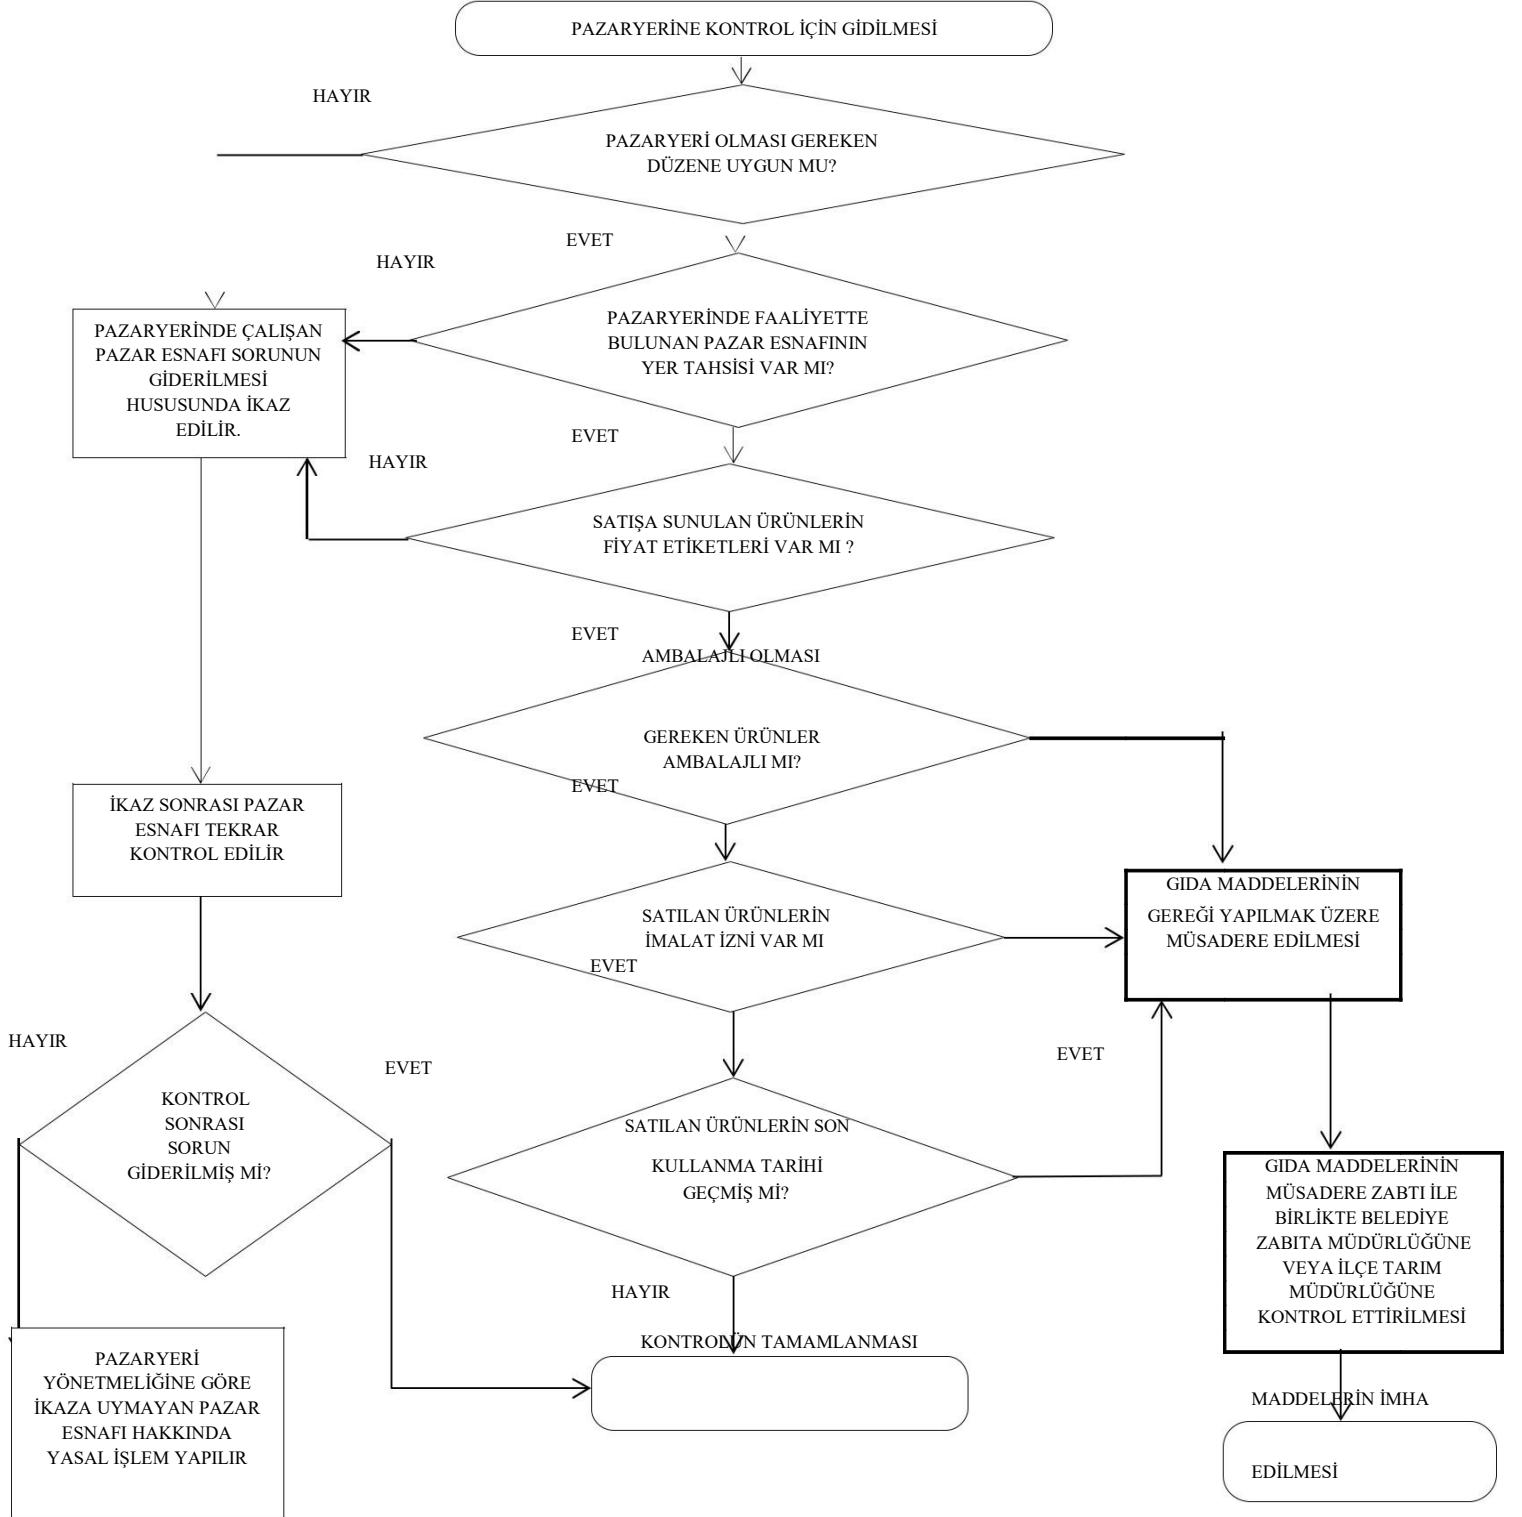 PAZARYERİNE KONTROL İÇİN GİDİLMESİ
HAYIR
PAZARYERİ OLMASI GEREKEN
DÜZENE UYGUN MU?
EVET
HAYIR
PAZARYERİNDE FAALİYETTE
BULUNAN PAZAR ESNAFININ
YER TAHSİSİ VAR MI?
PAZARYERİNDE ÇALIŞAN
PAZAR ESNAFI SORUNUN
GİDERİLMESİ
HUSUSUNDA İKAZ
EDİLİR.
EVET
HAYIR
SATIŞA SUNULAN ÜRÜNLERİN
FİYAT ETİKETLERİ VAR MI ?
EVET
AMBALAJLI OLMASI
GEREKEN ÜRÜNLER
AMBALAJLI MI?
EVET
İKAZ SONRASI PAZAR
ESNAFI TEKRAR
KONTROL EDİLİR
SATILAN ÜRÜNLERİN
İMALAT İZNİ VAR MI
EVET
GIDA MADDELERİNİN
GEREĞİ YAPILMAK ÜZERE
MÜSADERE EDİLMESİ
HAYIR
EVET
KONTROL
SONRASI
SORUN
GİDERİLMİŞ Mİ?
EVET
SATILAN ÜRÜNLERİN SON
KULLANMA TARİHİ
GEÇMİŞ Mİ?
GIDA MADDELERİNİN
MÜSADERE ZABTI İLE
BİRLİKTE BELEDİYE
ZABITA MÜDÜRLÜĞÜNE
VEYA İLÇE TARIM
MÜDÜRLÜĞÜNE
KONTROL ETTİRİLMESİ
HAYIR
KONTROLÜN TAMAMLANMASI
PAZARYERİ
YÖNETMELİĞİNE GÖRE
İKAZA UYMAYAN PAZAR
ESNAFI HAKKINDA
YASAL İŞLEM YAPILIR
MADDELERİN İMHA
EDİLMESİ